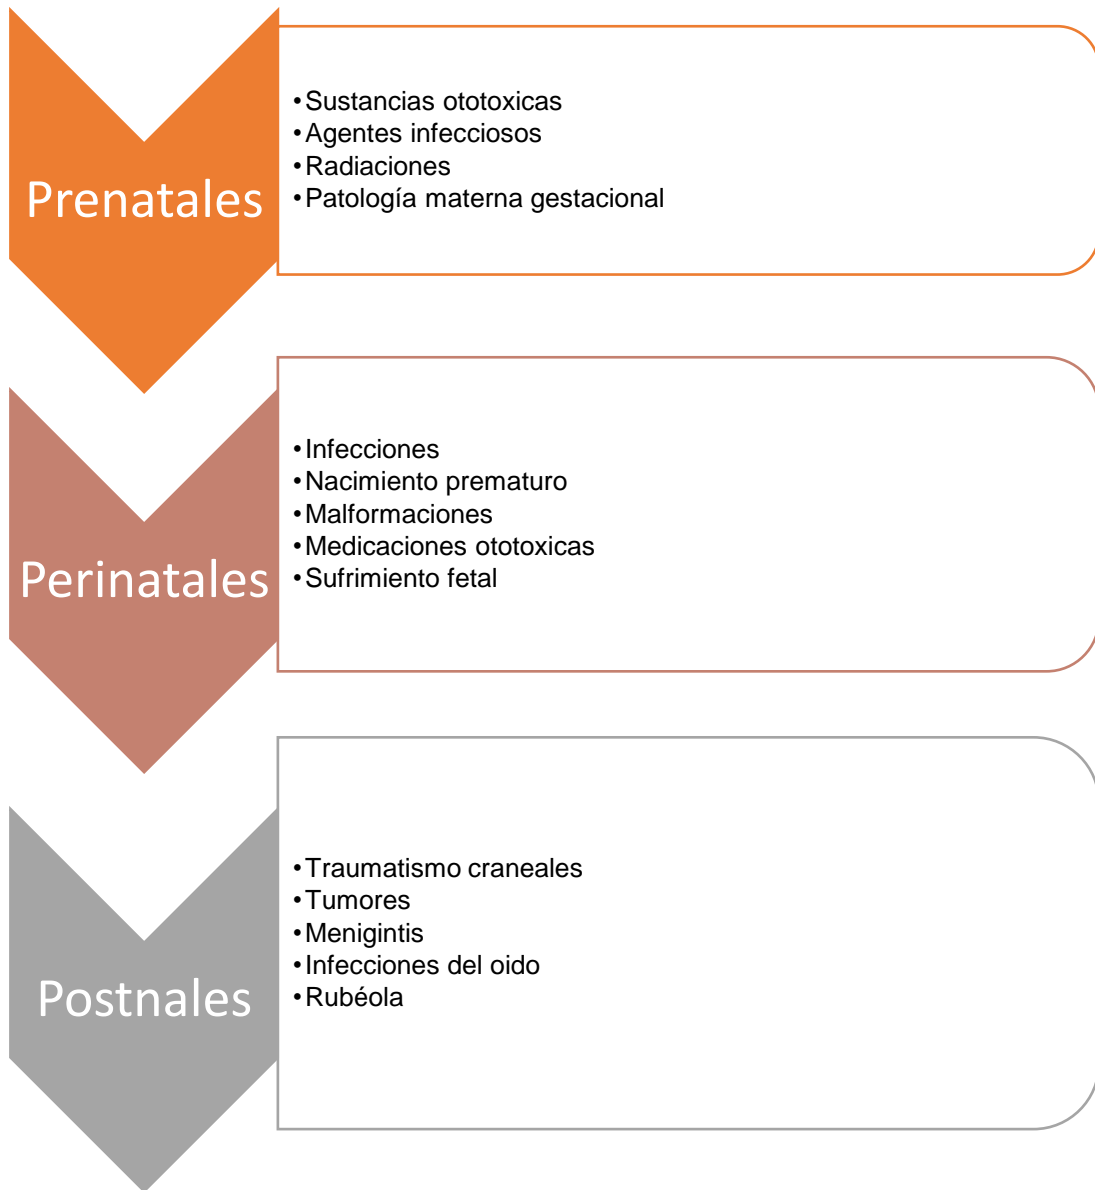 Prenatales
•Sustancias ototoxicas
•Agentes infecciosos
•Radiaciones
•Patología materna gestacional
Perinatales
•Infecciones
•Nacimiento prematuro
•Malformaciones
•Medicaciones ototoxicas
•Sufrimiento fetal
Postnales
•Traumatismo craneales
•Tumores
•Menigintis
•Infecciones del oido
•Rubéola